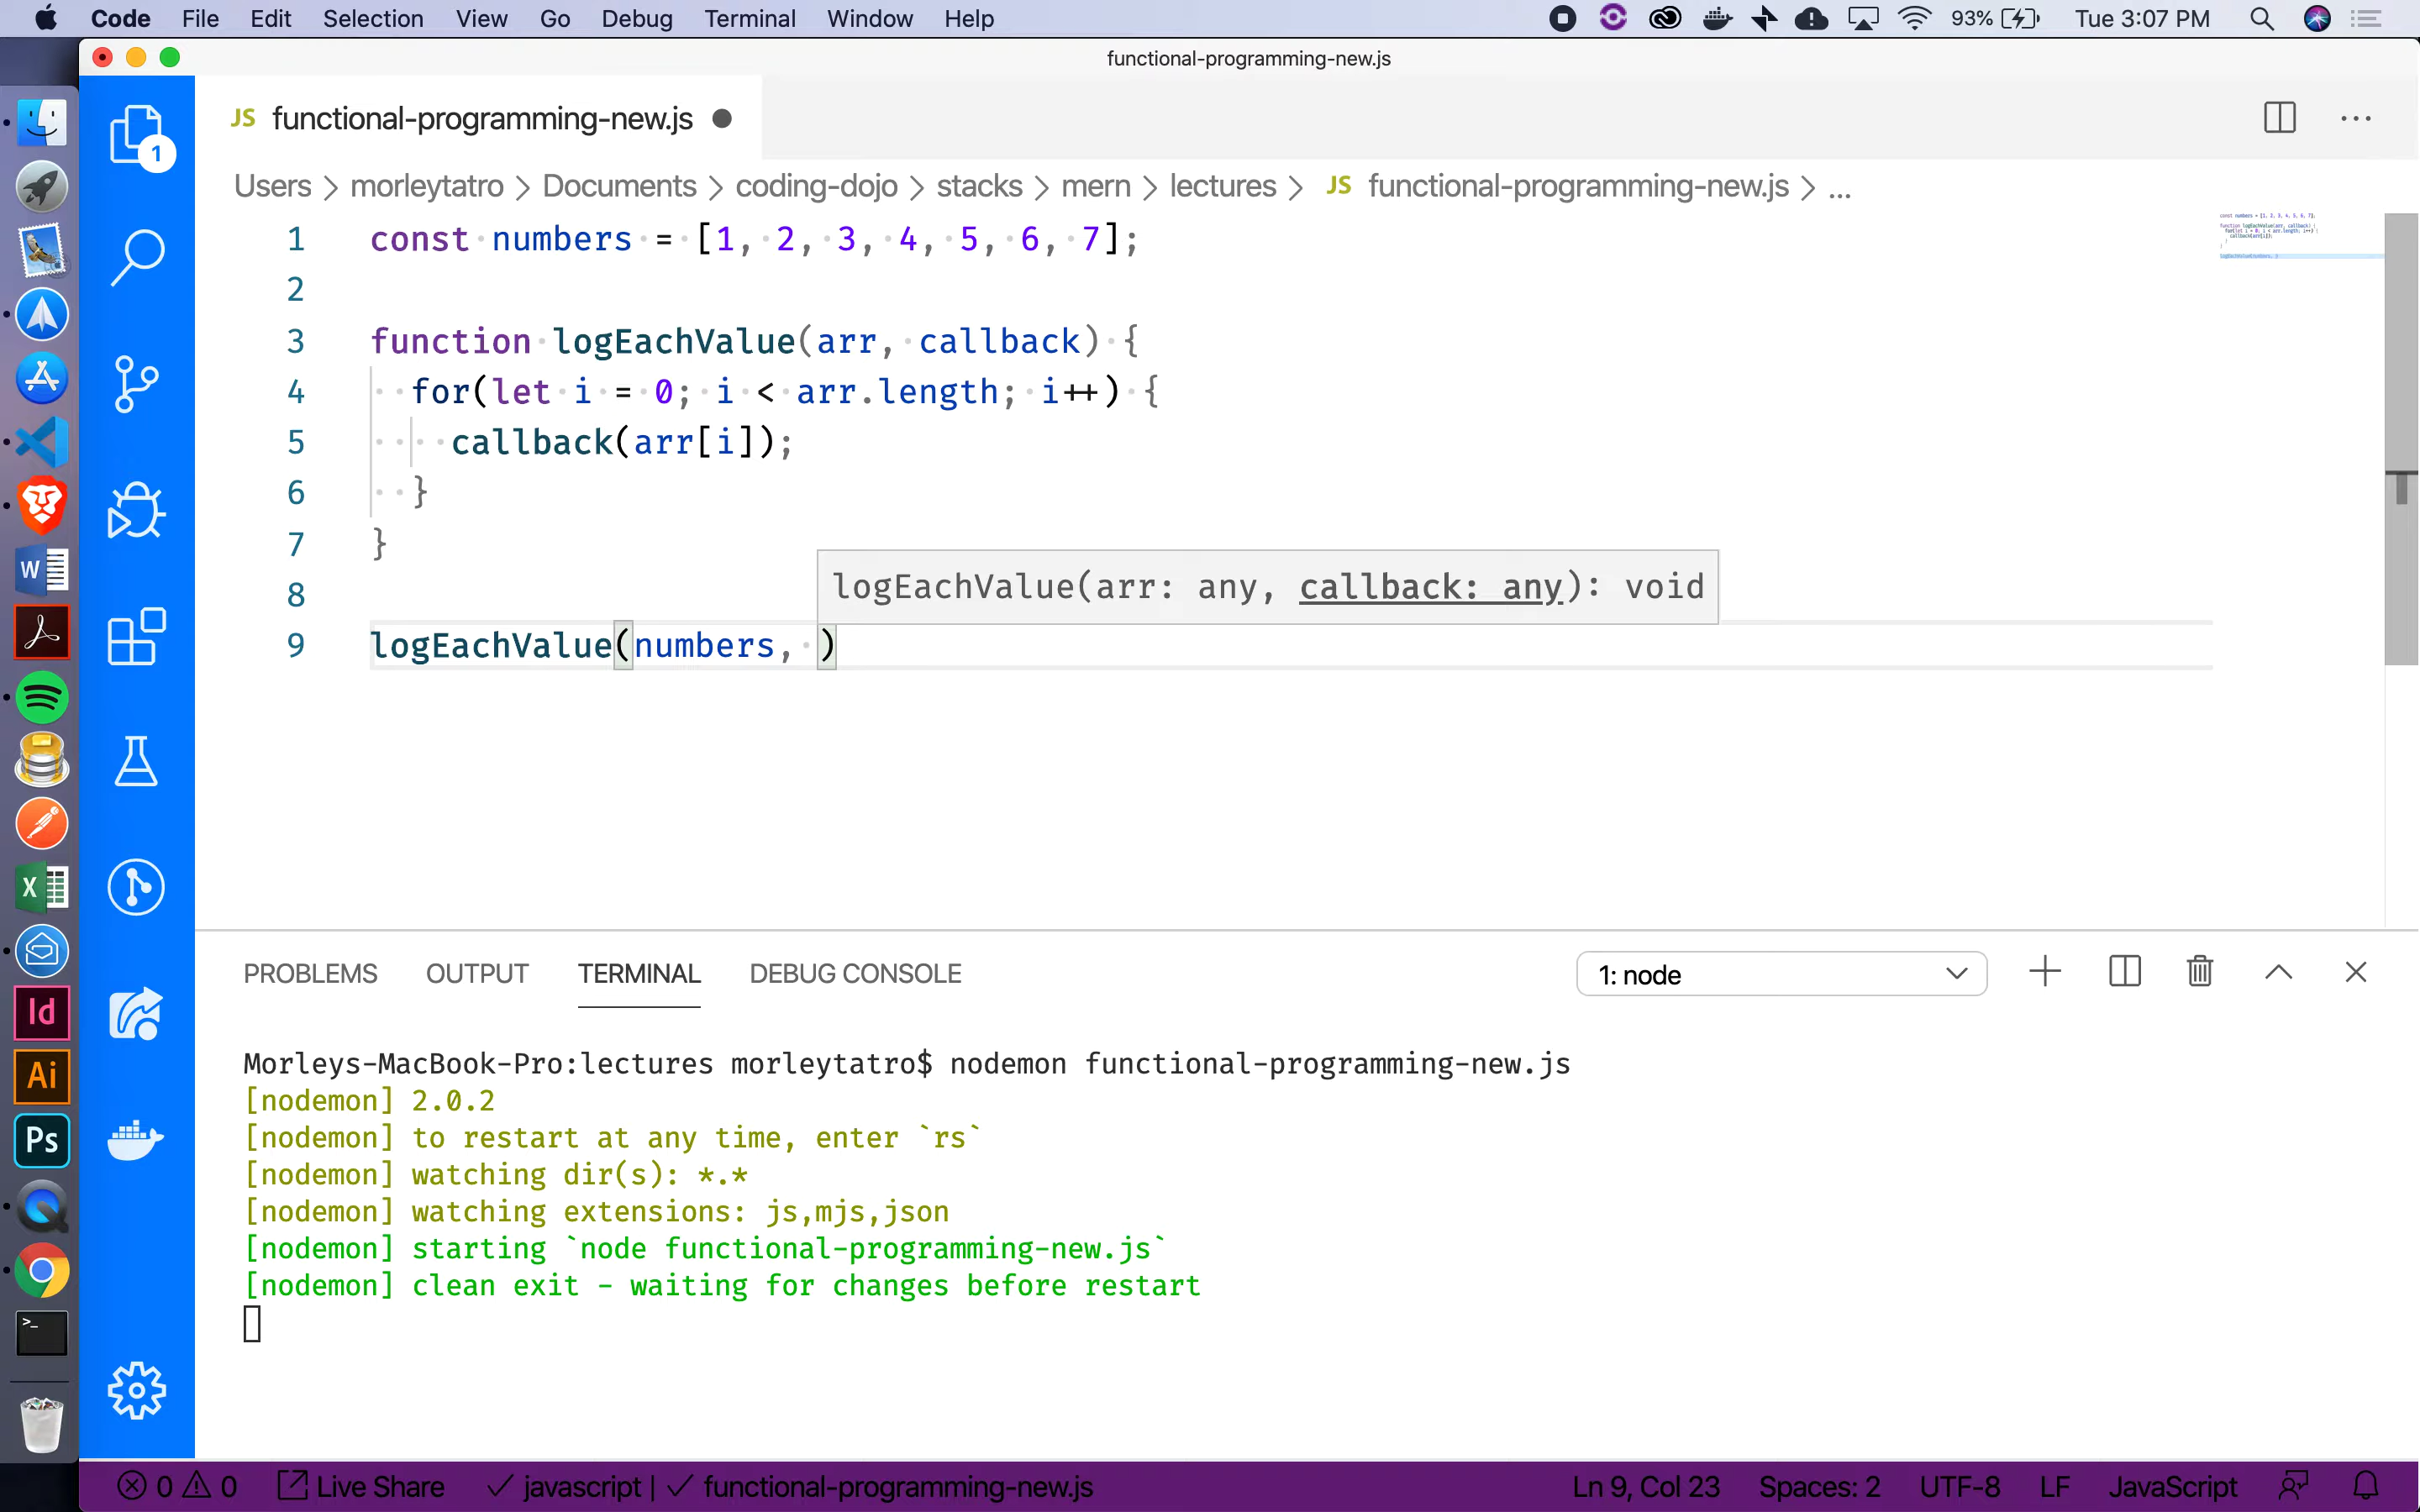 Code File Edit Selection View Go Debug Terminal Window Help 93% Tue 3:07 PM
functional-programming-new.js
JS functional-programming-new.js
Users > morleytatro > Documents > coding-dojo > stacks > mern > lectures > JS functional-programming-new.js > ...
1 const numbers = [1, 2, 3, 4, 5, 6, 7];
2
3 function logEachValue(arr, callback) {
4 for(let i = 0; i < arr.length; i++) {
5 callback(arr[i]);
6 }
7 }
8
logEachValue(arr: any, callback: any): void
9 logEachValue(numbers, )
1
W
X
Id
Ai
Ps
>_
PROBLEMS OUTPUT TERMINAL DEBUG CONSOLE 1: node
Morleys-MacBook-Pro:lectures morleytatro$ nodemon functional-programming-new.js
[nodemon] 2.0.2
[nodemon] to restart at any time, enter `rs`
[nodemon] watching dir(s): *.*
[nodemon] watching extensions: js,mjs,json
[nodemon] starting `node functional-programming-new.js`
[nodemon] clean exit - waiting for changes before restart
0 0 Live Share javascript | functional-programming-new.js Ln 9, Col 23 Spaces: 2 UTF-8 LF JavaScript